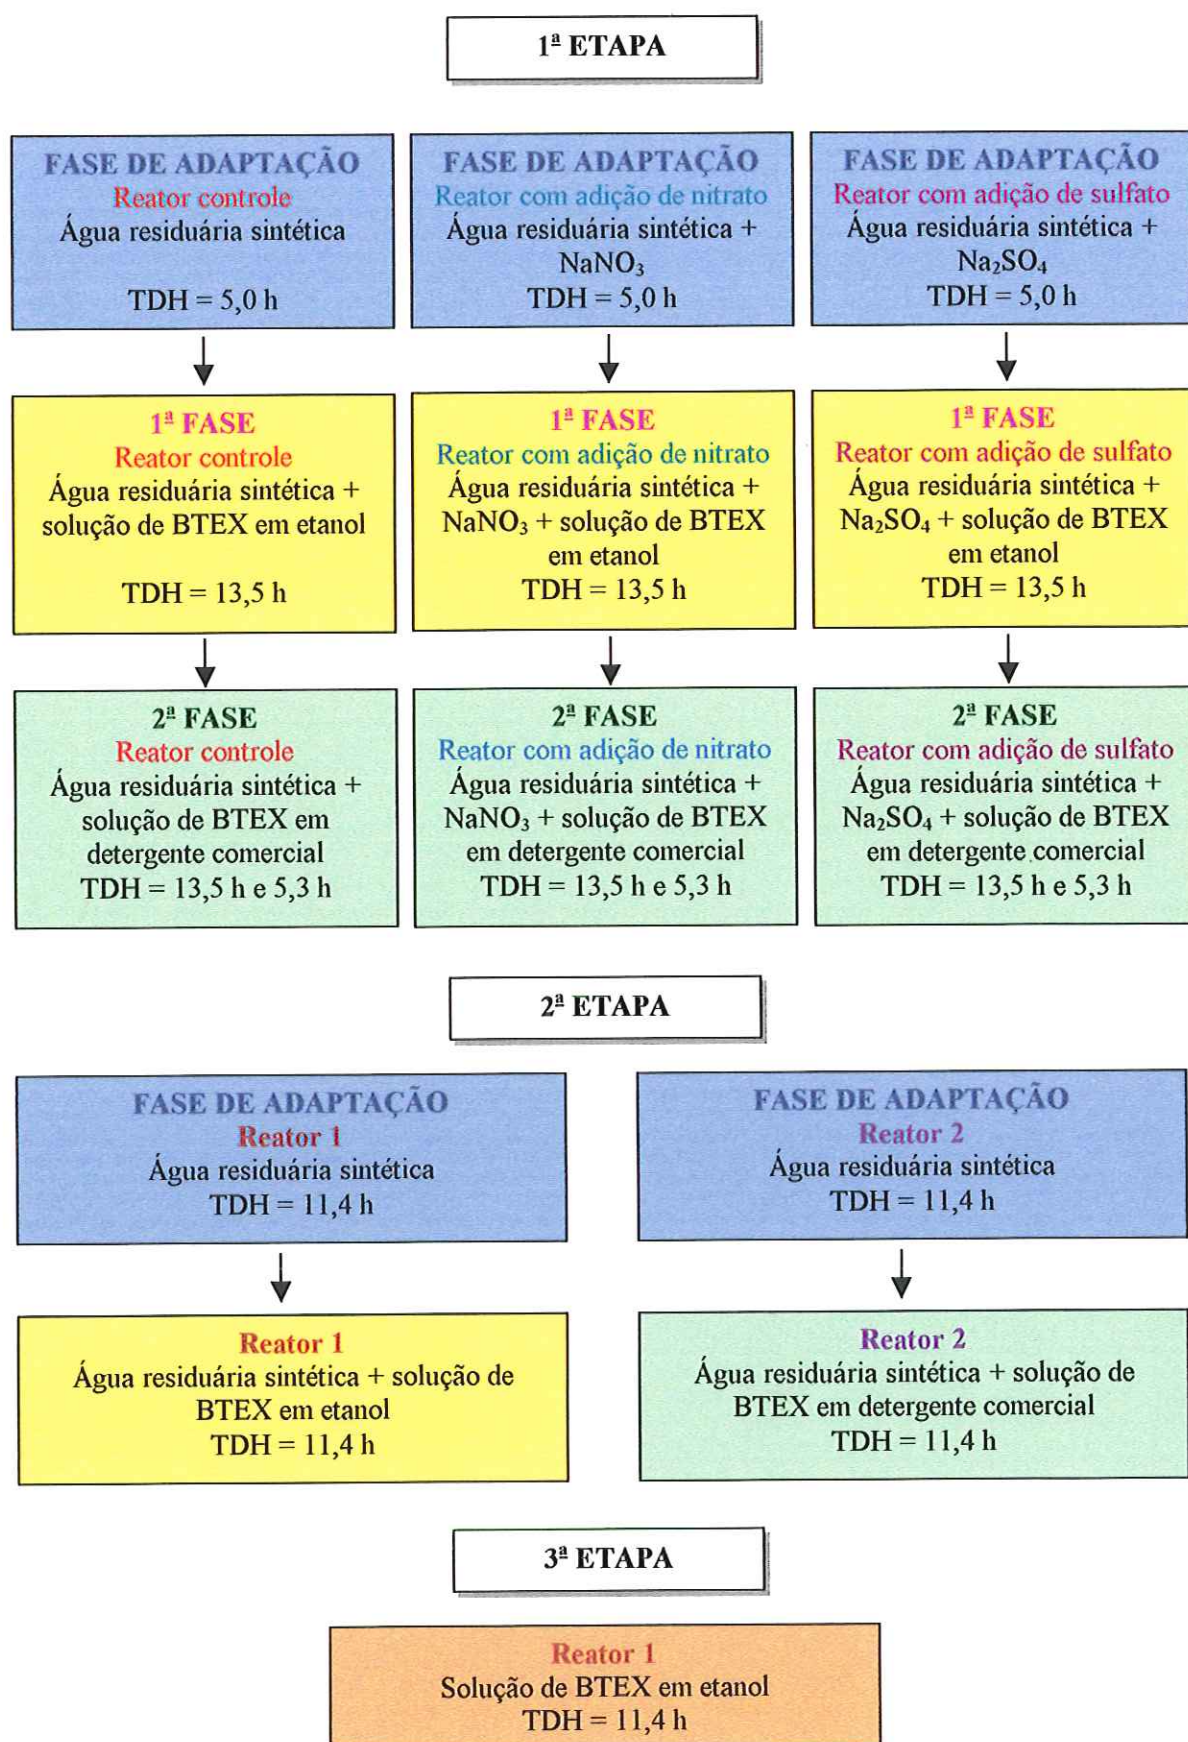 1ª ETAPA
FASE DE ADAPTAÇÃO
Reator controle
Água residuária sintética
TDH = 5,0 h
FASE DE ADAPTAÇÃO
Reator com adição de nitrato
Água residuária sintética +
NaNO₃
TDH = 5,0 h
FASE DE ADAPTAÇÃO
Reator com adição de sulfato
Água residuária sintética +
Na₂SO₄
TDH = 5,0 h
1ª FASE
Reator controle
Água residuária sintética +
solução de BTEX em etanol
TDH = 13,5 h
1ª FASE
Reator com adição de nitrato
Água residuária sintética +
NaNO₃ + solução de BTEX
em etanol
TDH = 13,5 h
1ª FASE
Reator com adição de sulfato
Água residuária sintética +
Na₂SO₄ + solução de BTEX
em etanol
TDH = 13,5 h
2ª FASE
Reator controle
Água residuária sintética +
solução de BTEX em
detergente comercial
TDH = 13,5 h e 5,3 h
2ª FASE
Reator com adição de nitrato
Água residuária sintética +
NaNO₃ + solução de BTEX
em detergente comercial
TDH = 13,5 h e 5,3 h
2ª FASE
Reator com adição de sulfato
Água residuária sintética +
Na₂SO₄ + solução de BTEX
em detergente comercial
TDH = 13,5 h e 5,3 h
2ª ETAPA
FASE DE ADAPTAÇÃO
Reator 1
Água residuária sintética
TDH = 11,4 h
FASE DE ADAPTAÇÃO
Reator 2
Água residuária sintética
TDH = 11,4 h
Reator 1
Água residuária sintética + solução de
BTEX em etanol
TDH = 11,4 h
Reator 2
Água residuária sintética + solução de
BTEX em detergente comercial
TDH = 11,4 h
3ª ETAPA
Reator 1
Solução de BTEX em etanol
TDH = 11,4 h